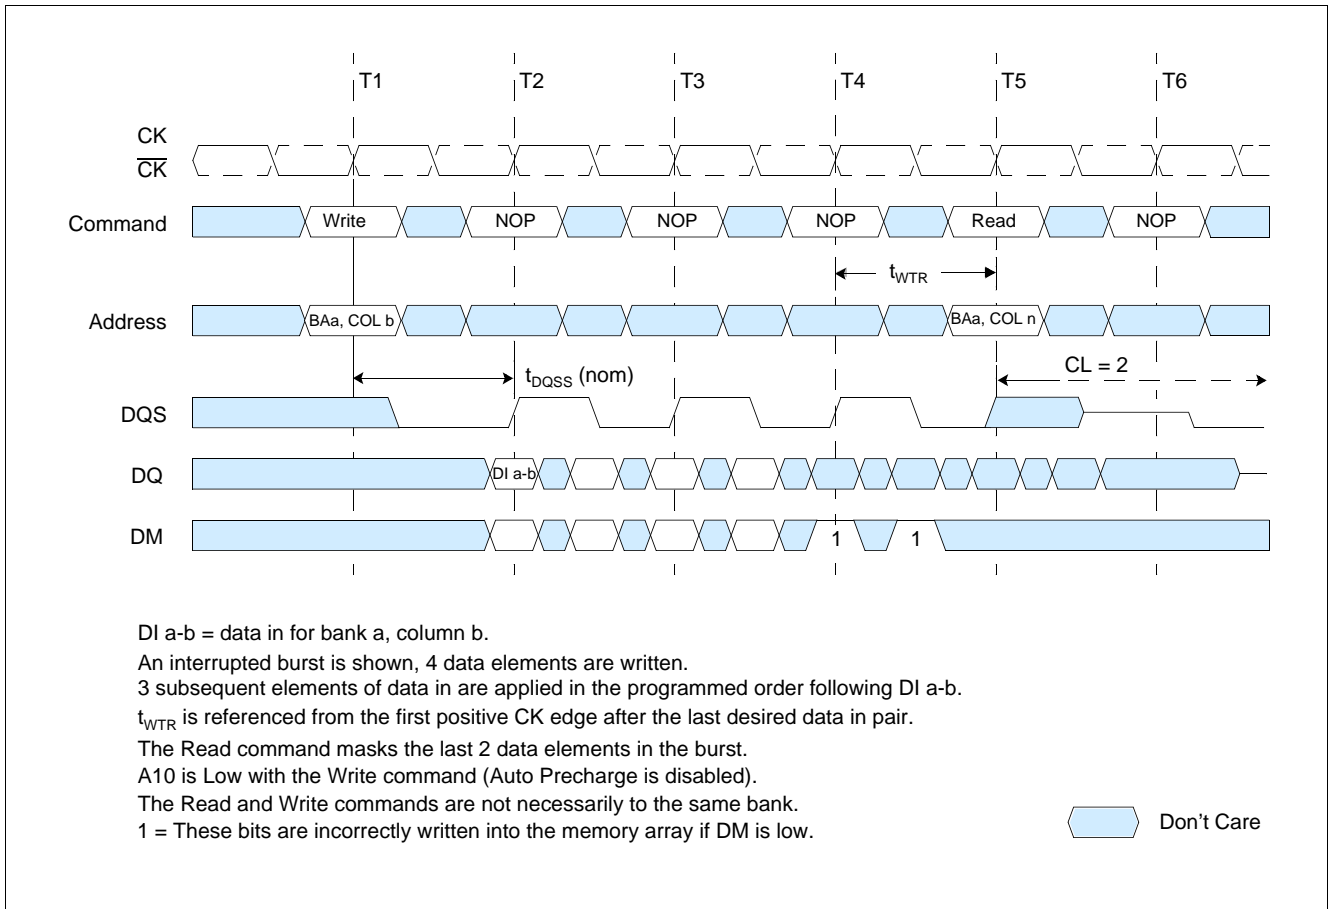 T1 T2 T3 T4 T5 T6
CK
CK
Command Write NOP NOP NOP Read NOP
tWTR
Address BAa, COL b BAa, COL n
tDQSS (nom) CL = 2
DQS
DQ DI a-b
DM 1 1
DI a-b = data in for bank a, column b.
An interrupted burst is shown, 4 data elements are written.
3 subsequent elements of data in are applied in the programmed order following DI a-b.
tWTR is referenced from the first positive CK edge after the last desired data in pair.
The Read command masks the last 2 data elements in the burst.
A10 is Low with the Write command (Auto Precharge is disabled).
The Read and Write commands are not necessarily to the same bank.
1 = These bits are incorrectly written into the memory array if DM is low.
Don't Care